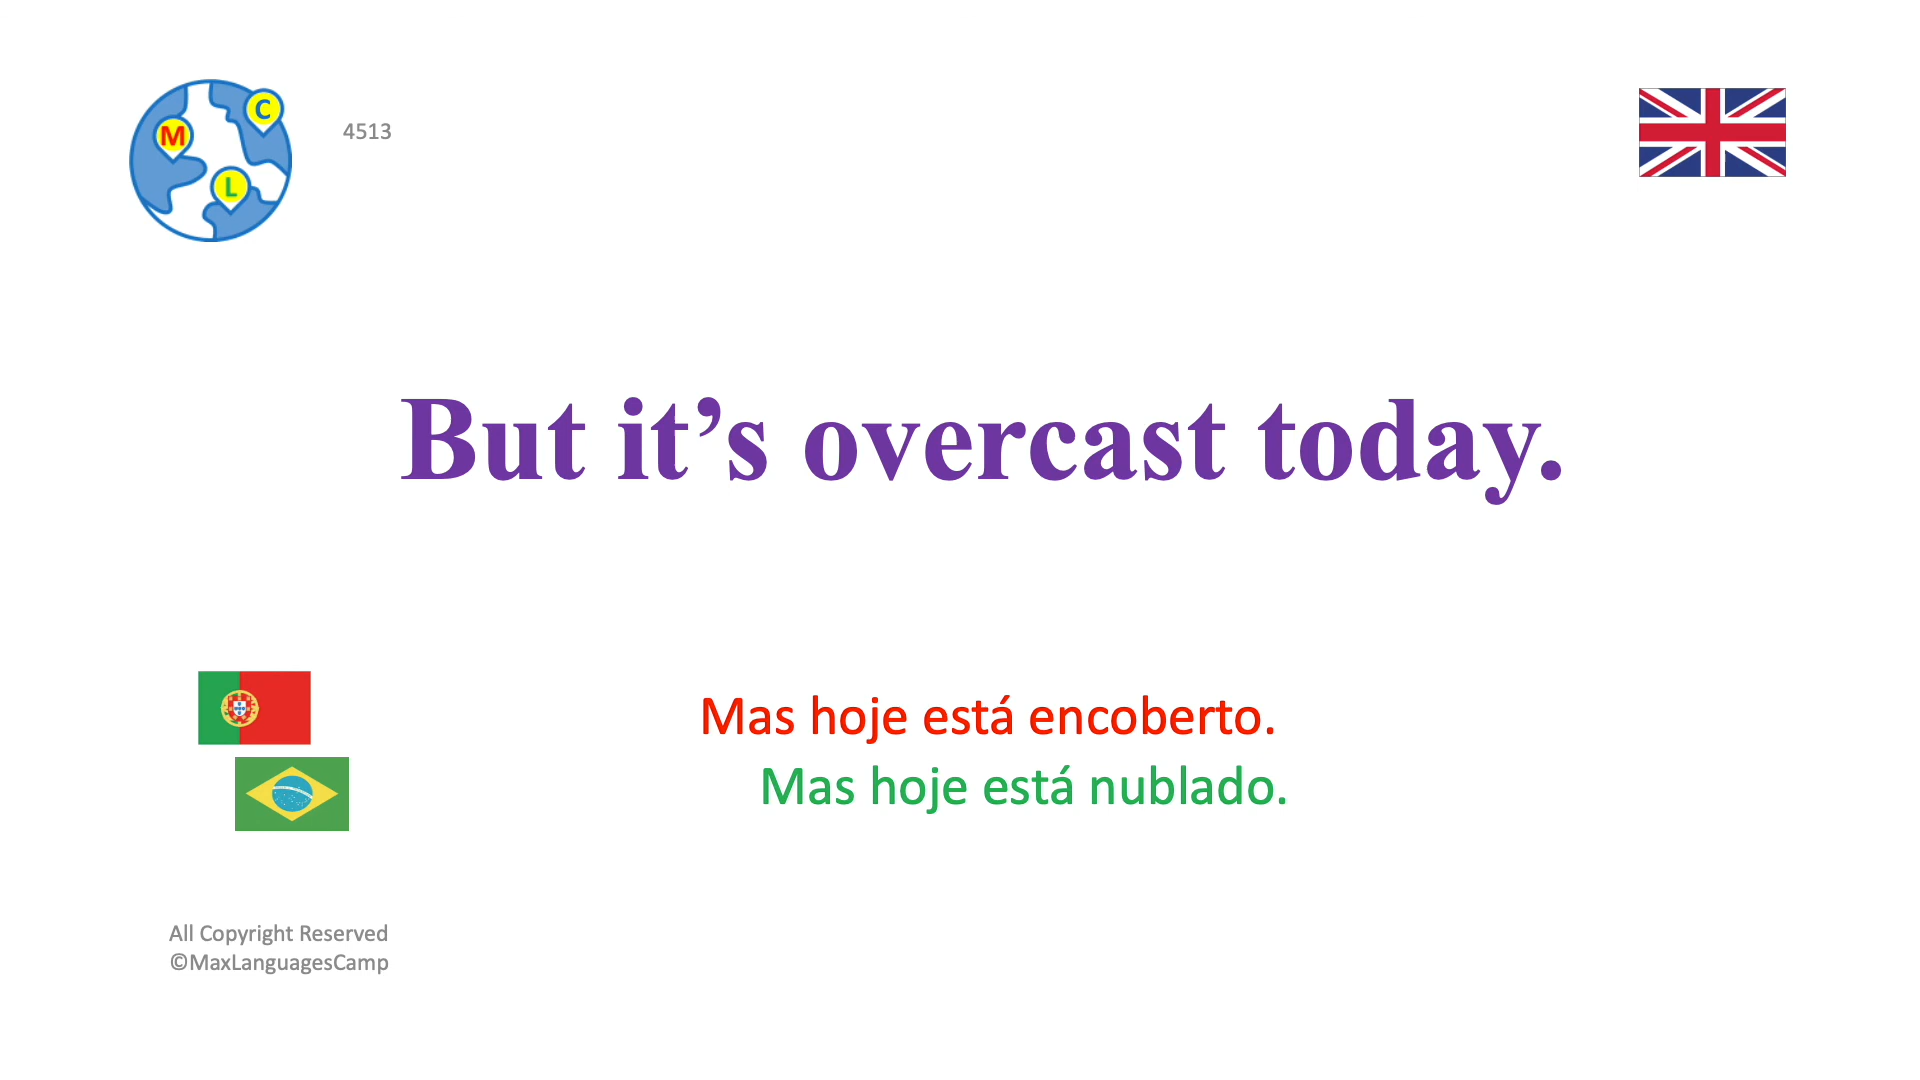 C
M
L
4513
But it’s overcast today.
Mas hoje está encoberto.
Mas hoje está nublado.
All Copyright Reserved
©MaxLanguagesCamp